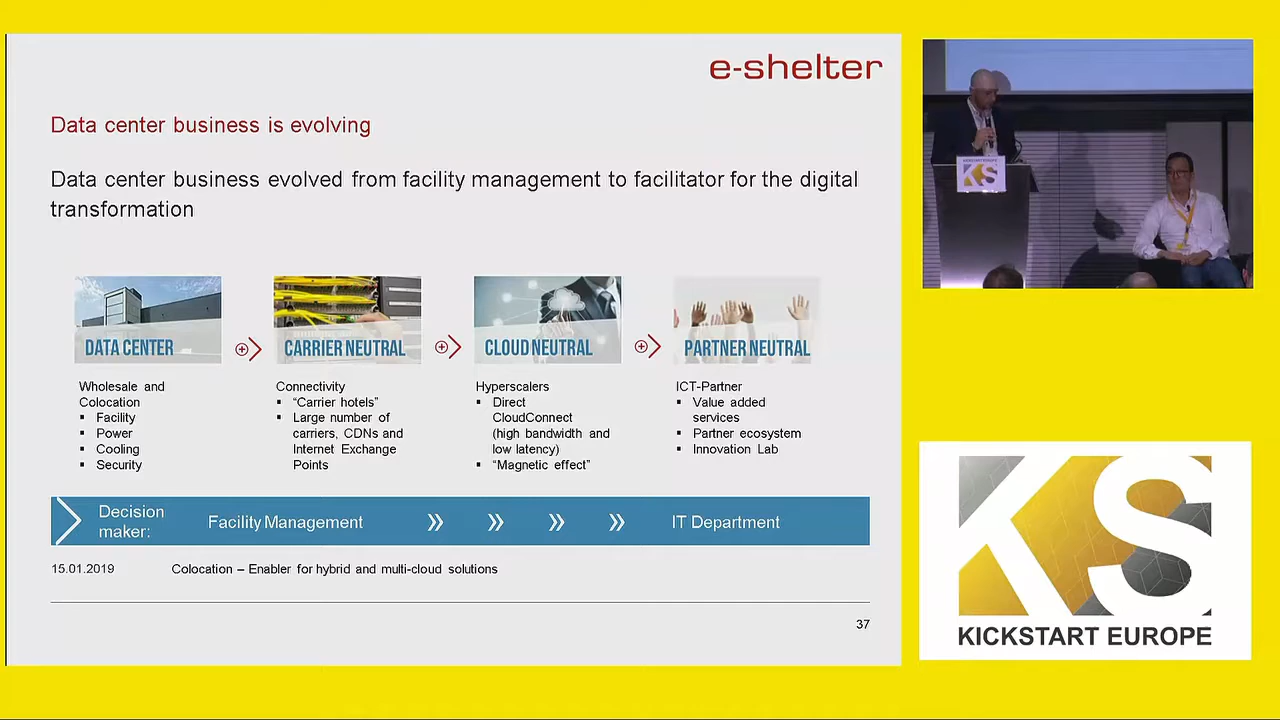 e-shelter
Data center business is evolving
Data center business evolved from facility management to facilitator for the digital
transformation
DATA CENTER
CARRIER NEUTRAL
CLOUD NEUTRAL
PARTNER NEUTRAL
Wholesale and
Colocation
▪ Facility
▪ Power
▪ Cooling
▪ Security
Connectivity
▪ “Carrier hotels”
▪ Large number of
carriers, CDNs and
Internet Exchange
Points
Hyperscalers
▪ Direct
CloudConnect
(high bandwidth and
low latency)
▪ “Magnetic effect”
ICT-Partner
▪ Value added
services
▪ Partner ecosystem
▪ Innovation Lab
Decision
maker:
Facility Management
IT Department
15.01.2019
Colocation – Enabler for hybrid and multi-cloud solutions
37
KICKSTART EUROPE
KS
KS
KICKSTART EUROPE